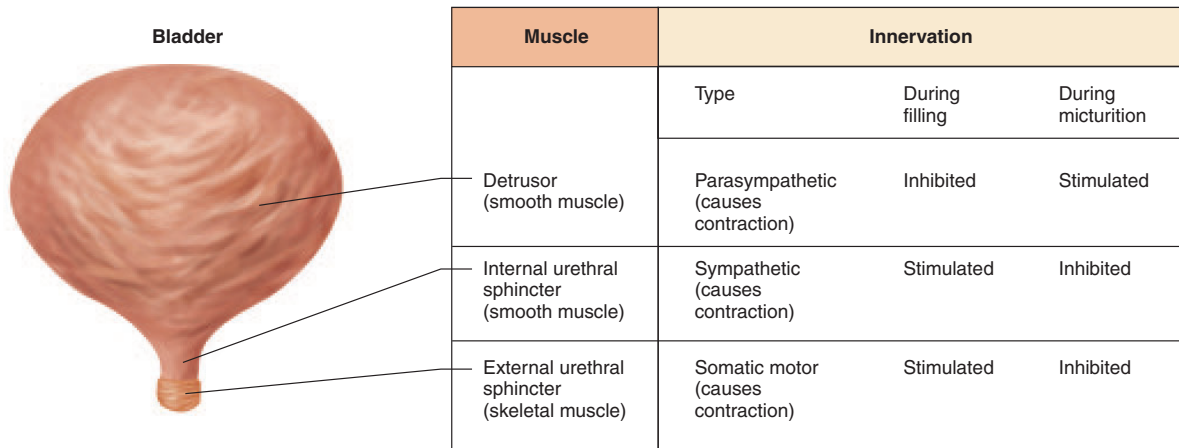 Bladder
Muscle
Innervation
Type
During
filling
During
micturition
Detrusor
(smooth muscle)
Parasympathetic
(causes
contraction)
Inhibited
Stimulated
Internal urethral
sphincter
(smooth muscle)
Sympathetic
(causes
contraction)
Stimulated
Inhibited
External urethral
sphincter
(skeletal muscle)
Somatic motor
(causes
contraction)
Stimulated
Inhibited